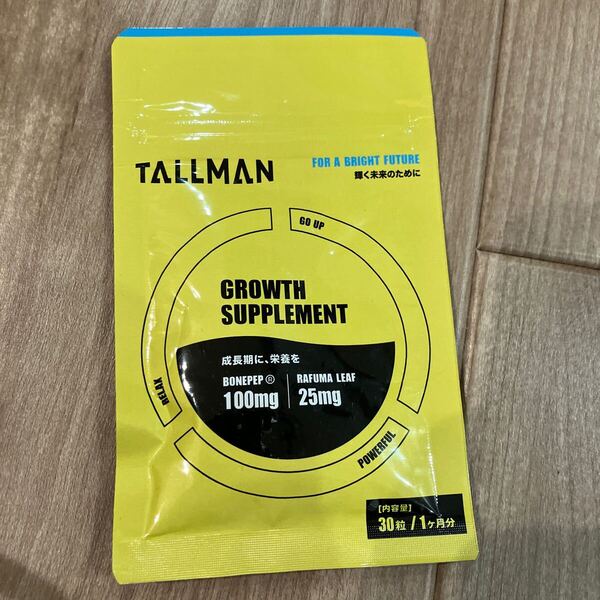 TALLMAN
FOR A BRIGHT FUTURE
輝く未来のために
GO UP
GROWTH
SUPPLEMENT
成長期に、栄養を
BONEPEP ® RAFUMA LEAF
100mg 25mg
RELAX
POWERFUL
[内容量]
30粒 / 1ヶ月分